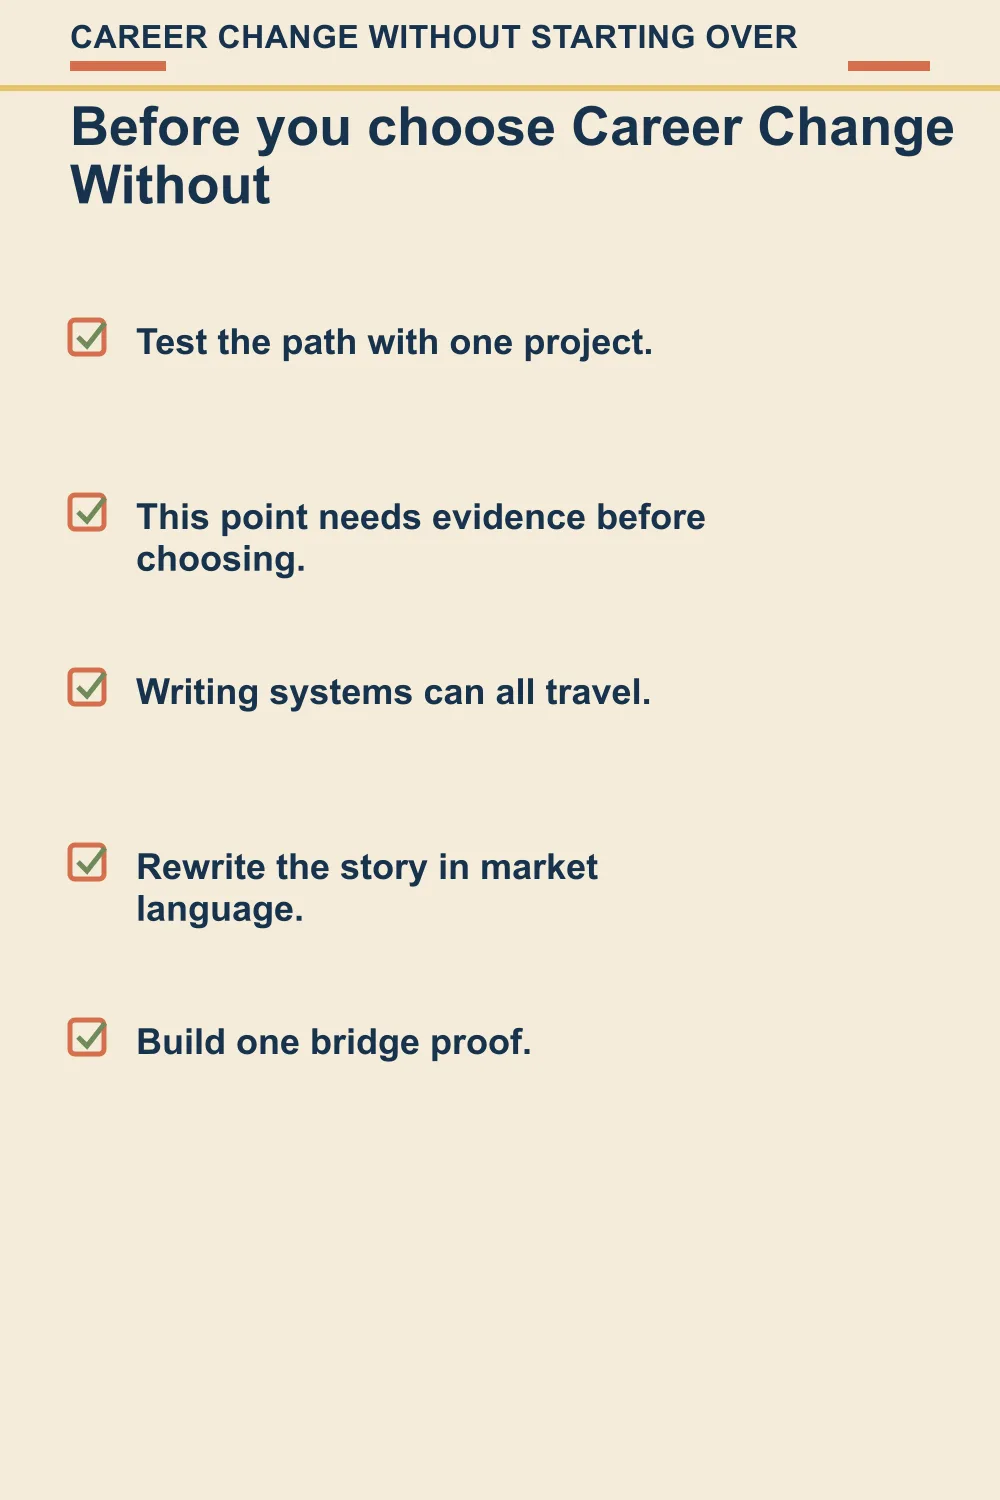 CAREER CHANGE WITHOUT STARTING OVER
Before you choose Career Change
Without
Test the path with one project.
This point needs evidence before
choosing.
Writing systems can all travel.
Rewrite the story in market
language.
Build one bridge proof.